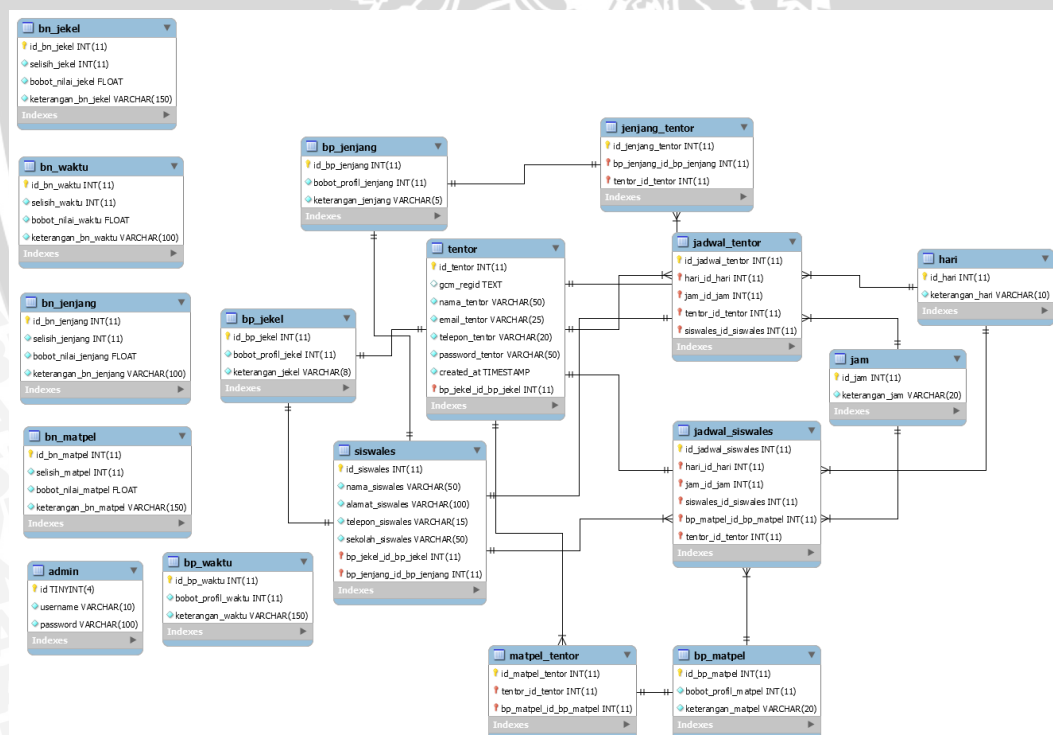 bn_jekel
id_bn_jekel INT(11)
selisih_jekel INT(11)
bobot_nilai_jekel FLOAT
keterangan_bn_jekel VARCHAR(150)
Indexes
bn_waktu
id_bn_waktu INT(11)
selisih_waktu INT(11)
bobot_nilai_waktu FLOAT
keterangan_bn_waktu VARCHAR(100)
Indexes
bn_jenjang
id_bn_jenjang INT(11)
selisih_jenjang INT(11)
bobot_nilai_jenjang FLOAT
keterangan_bn_jenjang VARCHAR(100)
Indexes
bn_matpel
id_bn_matpel INT(11)
selisih_matpel INT(11)
bobot_nilai_matpel FLOAT
keterangan_bn_matpel VARCHAR(150)
Indexes
admin
id TINYINT(4)
username VARCHAR(10)
password VARCHAR(100)
Indexes
bp_waktu
id_bp_waktu INT(11)
bobot_profil_waktu INT(11)
keterangan_waktu VARCHAR(150)
Indexes
bp_jenjang
id_bp_jenjang INT(11)
bobot_profil_jenjang INT(11)
keterangan_jenjang VARCHAR(5)
Indexes
bp_jekel
id_bp_jekel INT(11)
bobot_profil_jekel INT(11)
keterangan_jekel VARCHAR(8)
Indexes
tentor
id_tentor INT(11)
gcm_regid TEXT
nama_tentor VARCHAR(50)
email_tentor VARCHAR(25)
telepon_tentor VARCHAR(20)
password_tentor VARCHAR(50)
created_at TIMESTAMP
bp_jekel_id_bp_jekel INT(11)
Indexes
siswales
id_siswales INT(11)
nama_siswales VARCHAR(50)
alamat_siswales VARCHAR(100)
telepon_siswales VARCHAR(15)
sekolah_siswales VARCHAR(50)
bp_jekel_id_bp_jekel INT(11)
bp_jenjang_id_bp_jenjang INT(11)
Indexes
jenjang_tentor
id_jenjang_tentor INT(11)
bp_jenjang_id_bp_jenjang INT(11)
tentor_id_tentor INT(11)
Indexes
jadwal_tentor
id_jadwal_tentor INT(11)
hari_id_hari INT(11)
jam_id_jam INT(11)
tentor_id_tentor INT(11)
siswales_id_siswales INT(11)
Indexes
hari
id_hari INT(11)
keterangan_hari VARCHAR(10)
Indexes
jam
id_jam INT(11)
keterangan_jam VARCHAR(20)
Indexes
jadwal_siswales
id_jadwal_siswales INT(11)
hari_id_hari INT(11)
jam_id_jam INT(11)
siswales_id_siswales INT(11)
bp_matpel_id_bp_matpel INT(11)
tentor_id_tentor INT(11)
Indexes
matpel_tentor
id_matpel_tentor INT(11)
tentor_id_tentor INT(11)
bp_matpel_id_bp_matpel INT(11)
Indexes
bp_matpel
id_bp_matpel INT(11)
bobot_profil_matpel INT(11)
keterangan_matpel VARCHAR(20)
Indexes